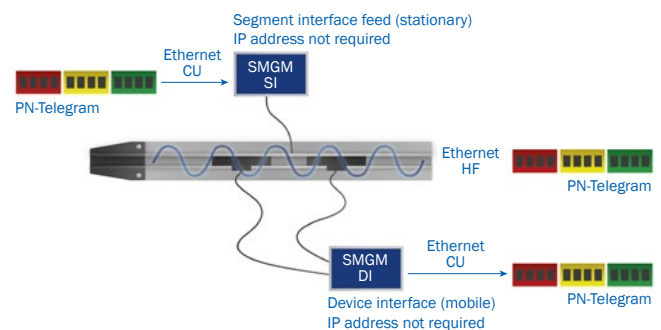 Segment interface feed (stationary)
IP address not required
Ethernet
CU
SMGM
SI
PN-Telegram
Ethernet
HF
PN-Telegram
SMGM
DI
Ethernet
CU
PN-Telegram
Device interface (mobile)
IP address not required